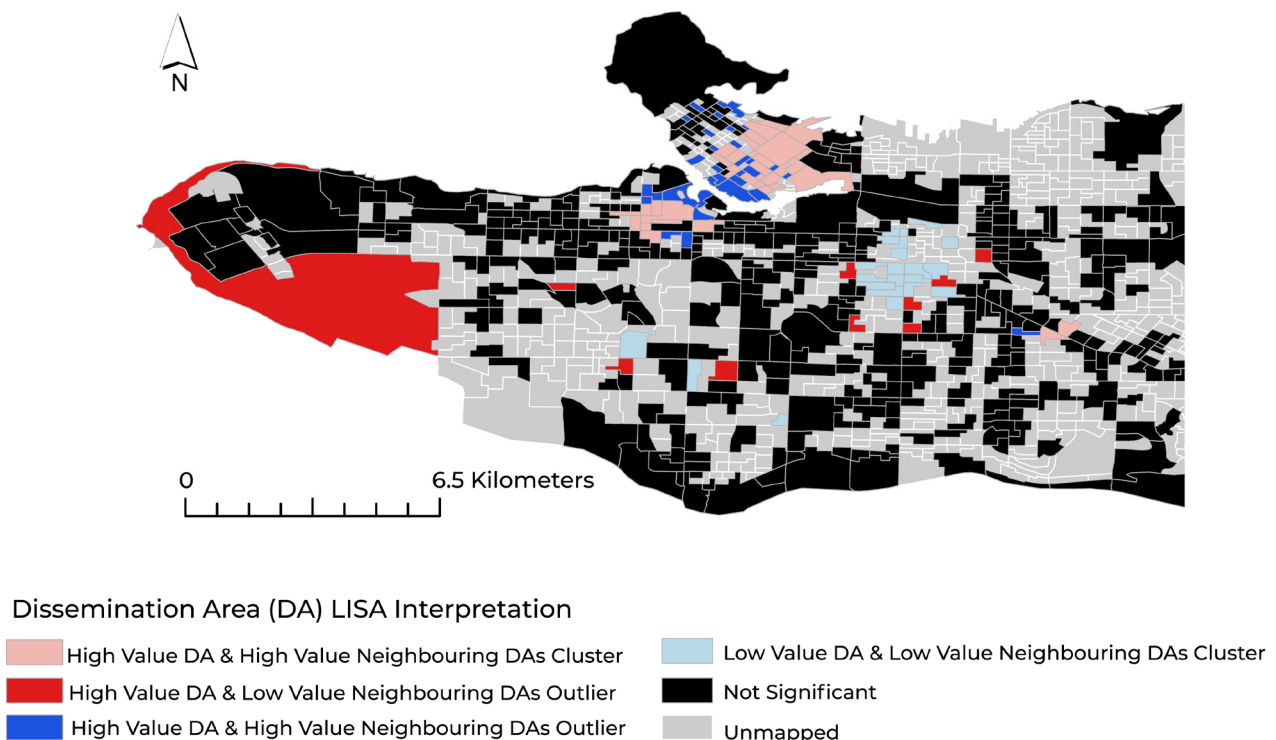 N
0 6.5 Kilometers
Dissemination Area (DA) LISA Interpretation
High Value DA & High Value Neighbouring DAs Cluster
High Value DA & Low Value Neighbouring DAs Outlier
High Value DA & High Value Neighbouring DAs Outlier
Low Value DA & Low Value Neighbouring DAs Cluster
Not Significant
Unmapped